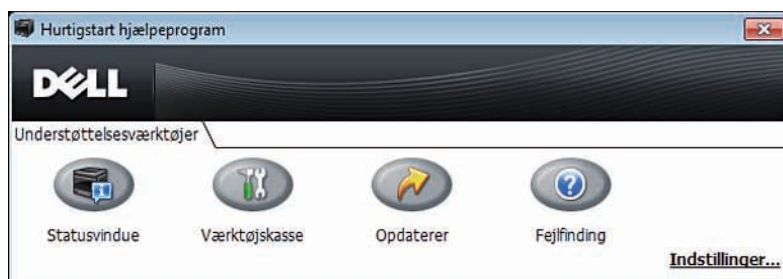 Hurtigstart hjælpeprogram
DELL
Understøttelsesværktøjer
Statusvindue Værktøjskasse Opdaterer Fejlfinding
Indstillinger...